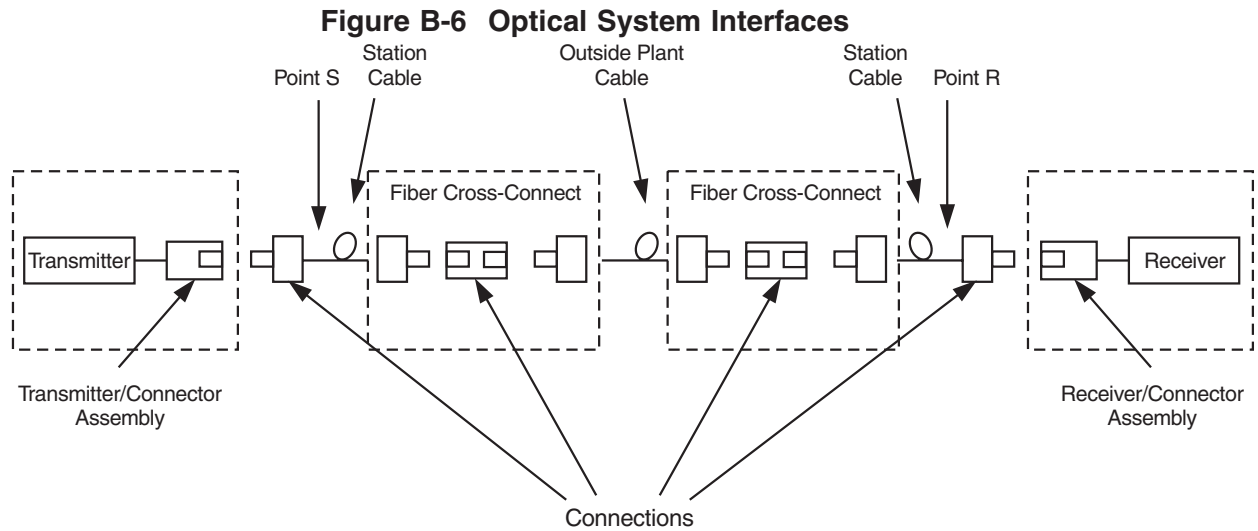 Figure B-6 Optical System Interfaces
Point S
Station
Cable
Outside Plant
Cable
Station
Cable
Point R
Fiber Cross-Connect
Fiber Cross-Connect
Transmitter
Receiver
Transmitter/Connector
Assembly
Receiver/Connector
Assembly
Connections